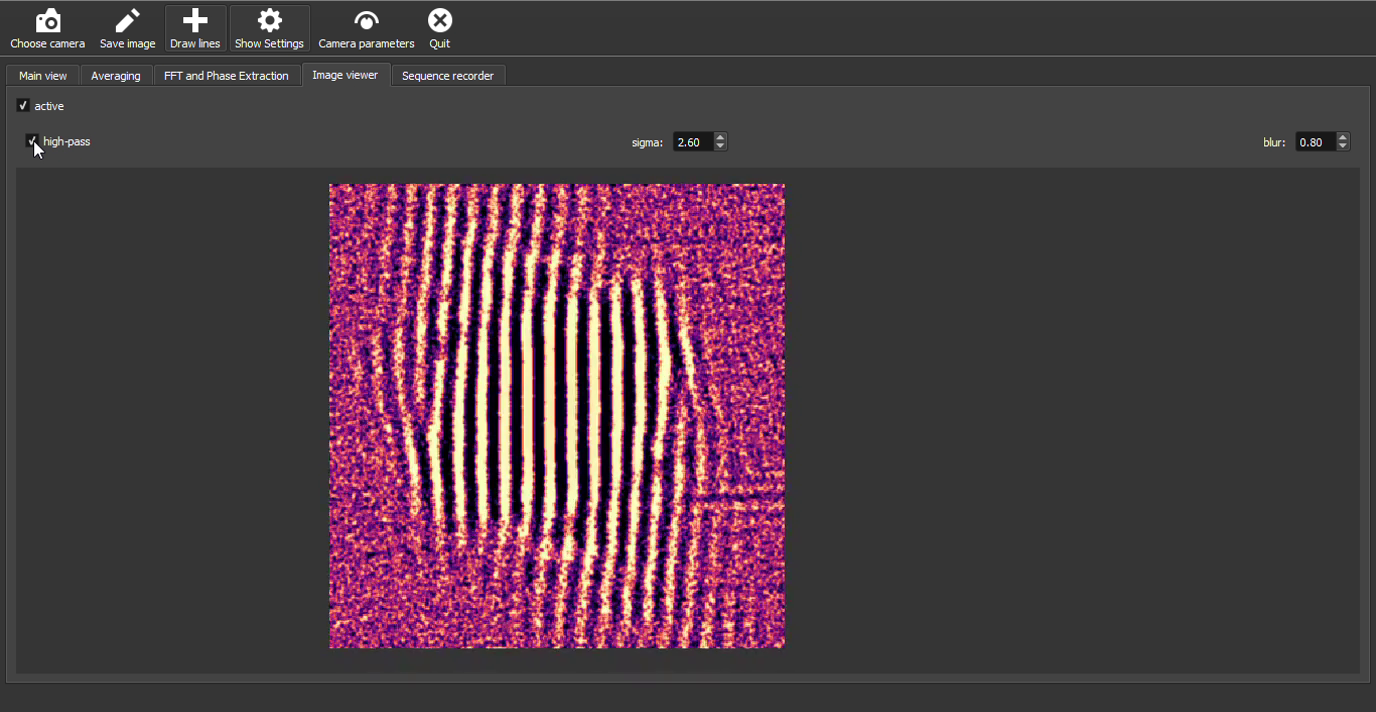 Choose camera Save image Draw lines Show Settings Camera parameters Quit
Main view Averaging FFT and Phase Extraction Image viewer Sequence recorder
active
high-pass sigma: 2.60 blur: 0.80